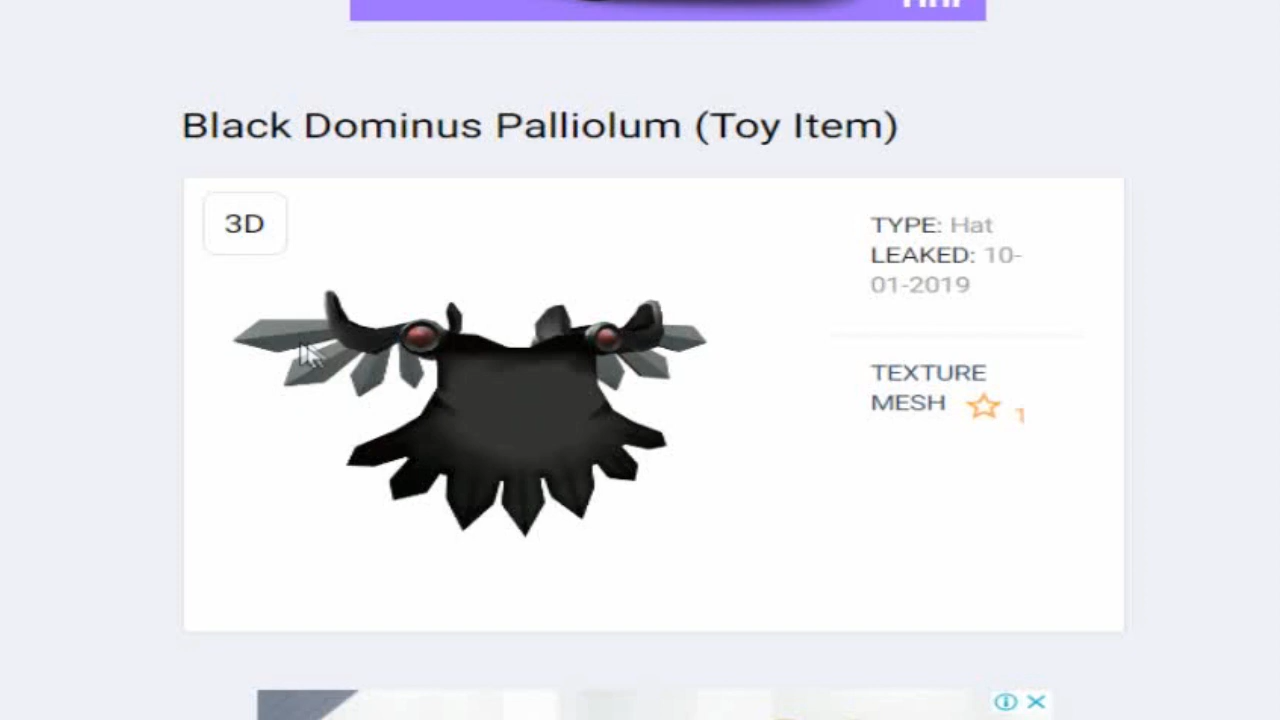 Black Dominus Palliolum (Toy Item)
3D
TYPE: Hat
LEAKED: 10-
01-2019
TEXTURE
MESH
1